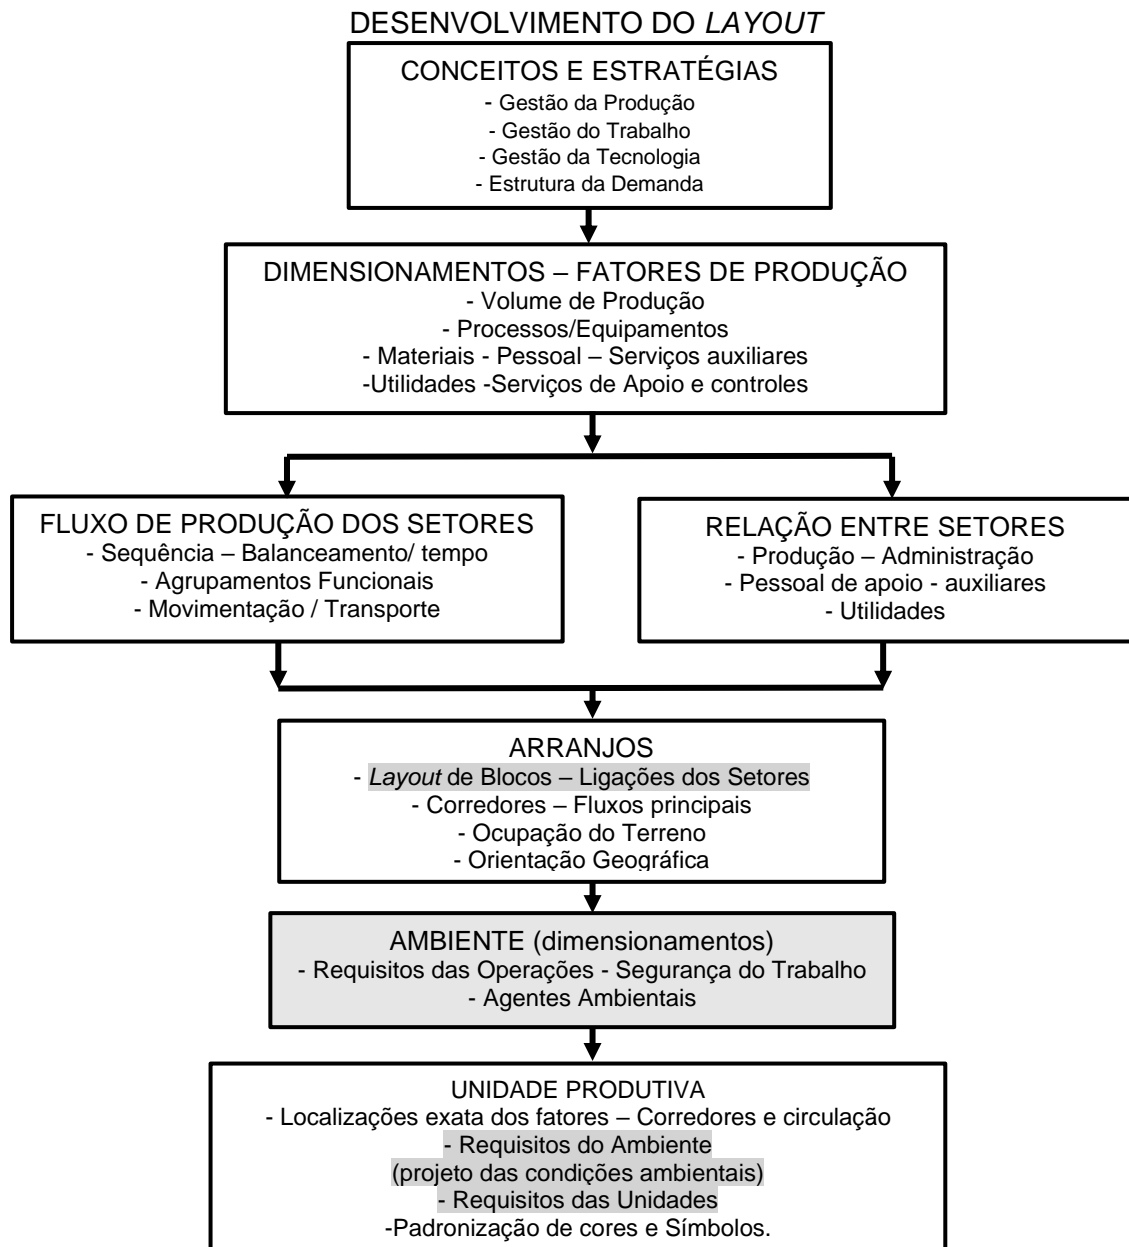 DESENVOLVIMENTO DO LAYOUT
CONCEITOS E ESTRATÉGIAS
- Gestão da Produção
- Gestão do Trabalho
- Gestão da Tecnologia
- Estrutura da Demanda
DIMENSIONAMENTOS – FATORES DE PRODUÇÃO
- Volume de Produção
- Processos/Equipamentos
- Materiais - Pessoal – Serviços auxiliares
-Utilidades -Serviços de Apoio e controles
FLUXO DE PRODUÇÃO DOS SETORES
- Sequência – Balanceamento/ tempo
- Agrupamentos Funcionais
- Movimentação / Transporte
RELAÇÃO ENTRE SETORES
- Produção – Administração
- Pessoal de apoio - auxiliares
- Utilidades
ARRANJOS
- Layout de Blocos – Ligações dos Setores
- Corredores – Fluxos principais
- Ocupação do Terreno
- Orientação Geográfica
AMBIENTE (dimensionamentos)
- Requisitos das Operações - Segurança do Trabalho
- Agentes Ambientais
UNIDADE PRODUTIVA
- Localizações exata dos fatores – Corredores e circulação
- Requisitos do Ambiente
(projeto das condições ambientais)
- Requisitos das Unidades
-Padronização de cores e Símbolos.